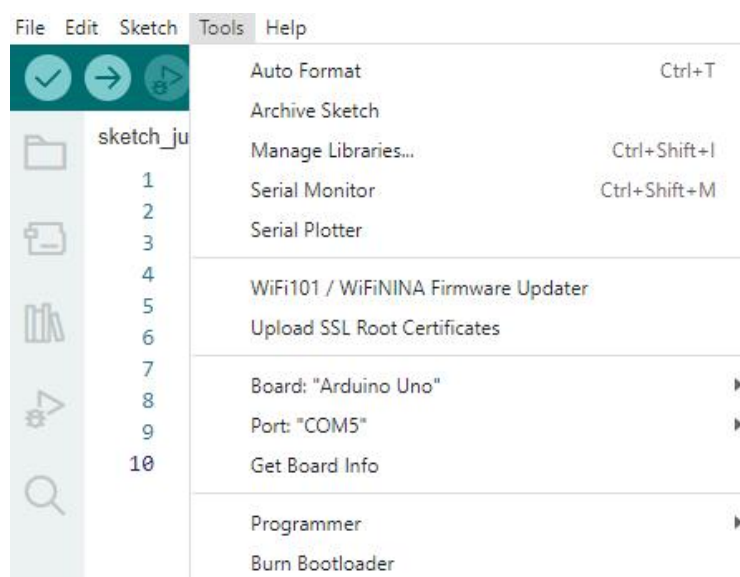 File Edit Sketch Tools Help
Auto Format Ctrl+T
Archive Sketch
sketch_ju
Manage Libraries... Ctrl+Shift+I
1
Serial Monitor Ctrl+Shift+M
2
Serial Plotter
3
4
WiFi101 / WiFiNINA Firmware Updater
5
Upload SSL Root Certificates
6
7
Board: "Arduino Uno"
8
Port: "COM5"
9
Get Board Info
10
Programmer
Burn Bootloader